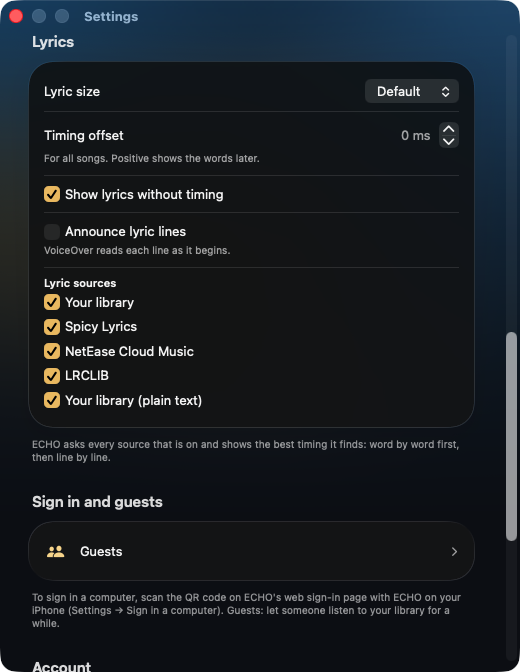 Settings
Lyrics
Lyric size
Default
Timing offset
0 ms
For all songs. Positive shows the words later.
Show lyrics without timing
Announce lyric lines
VoiceOver reads each line as it begins.
Lyric sources
Your library
Spicy Lyrics
NetEase Cloud Music
LRCLIB
Your library (plain text)
ECHO asks every source that is on and shows the best timing it finds: word by word first,
then line by line.
Sign in and guests
Guests
To sign in a computer, scan the QR code on ECHO's web sign-in page with ECHO on your
iPhone (Settings → Sign in a computer). Guests: let someone listen to your library for a
while.
Account